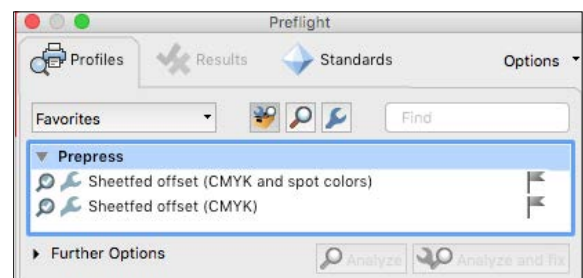 Preflight
Profiles Results Standards Options
Favorites Find
Prepress
Sheetfed offset (CMYK and spot colors)
Sheetfed offset (CMYK)
Further Options Analyze Analyze and fix